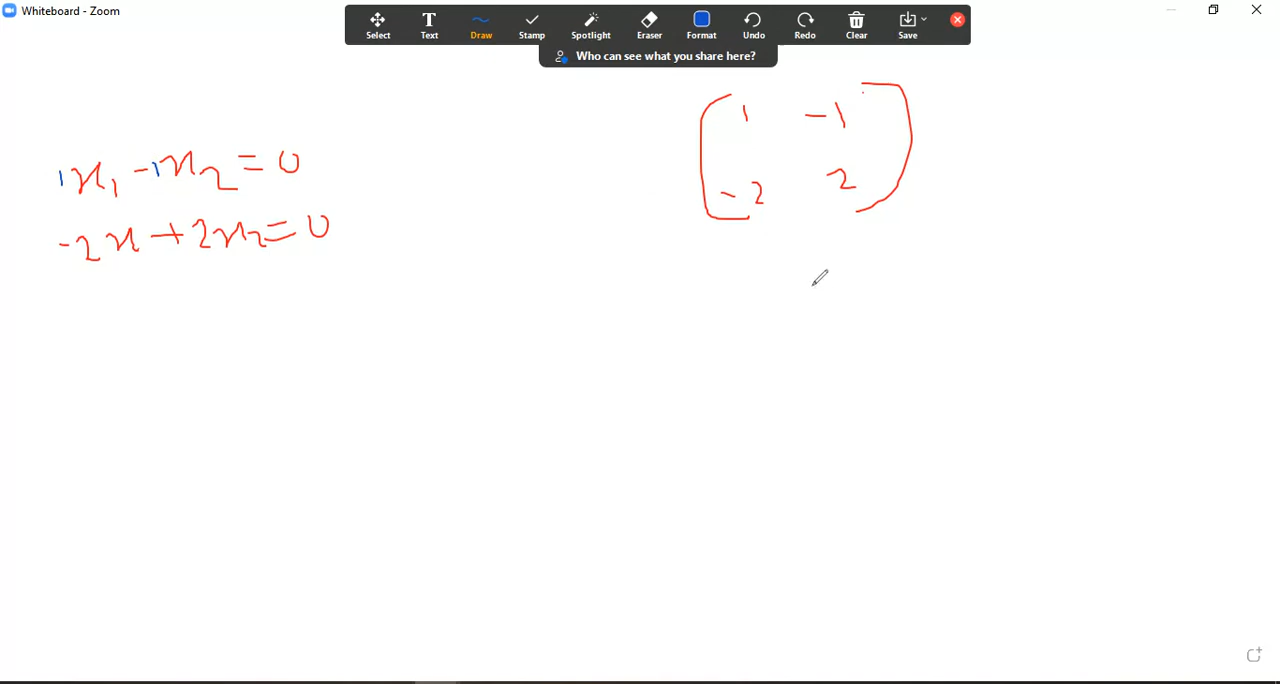 Whiteboard - Zoom
Select Text Draw Stamp Spotlight Eraser Format Undo Redo Clear Save
Who can see what you share here?
1x₁ - 1x₂ = 0
-2x + 2x₂ = 0
1 -1
-2 2